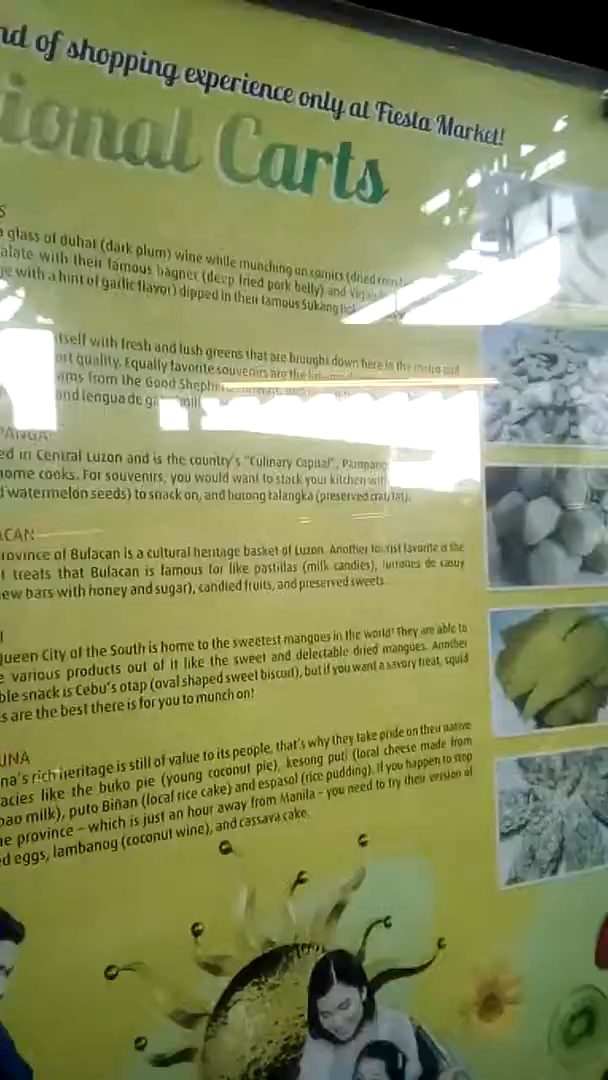 nd of shopping experience only at Fiesta Market!
ional Carts
S
a glass of duhat (dark plum) wine while munching on
alate with their famous bagnet (deep fried pork belly) and
ge with a hint of garlic flavor) dipped in their famous Sukang
itself with fresh and lush greens that are brought down here in the metro and
ort quality. Equally favorite souvenirs are the
ams from the Good
and lengua de
PANGA
ed in Central Luzon and is the country's "Culinary Capital", Pampang
home cooks. For souvenirs, you would want to stack your kitchen with
d watermelon seeds) to snack on, and burong talangka (preserved crab fat).
ACAN
rovince of Bulacan is a cultural heritage basket of Luzon. Another tourist favorite is the
t treats that Bulacan is famous for like pastillas (milk candies), turrones de casuy
ew bars with honey and sugar), candied fruits, and preserved sweets.
Queen City of the South is home to the sweetest mangoes in the world! They are able to
e various products out of it like the sweet and delectable dried mangoes. Another
ble snack is Cebu's otap (oval shaped sweet biscuit), but if you want a savory treat, squid
s are the best there is for you to munch on!
UNA
na's rich heritage is still of value to its people, that's why they take pride on their native
acies like the buko pie (young coconut pie), kesong puti (local cheese made from
bao milk), puto Biñan (local rice cake) and espasol (rice pudding). If you happen to stop
e province – which is just an hour away from Manila – you need to try their version of
d eggs, lambanog (coconut wine), and cassava cake.